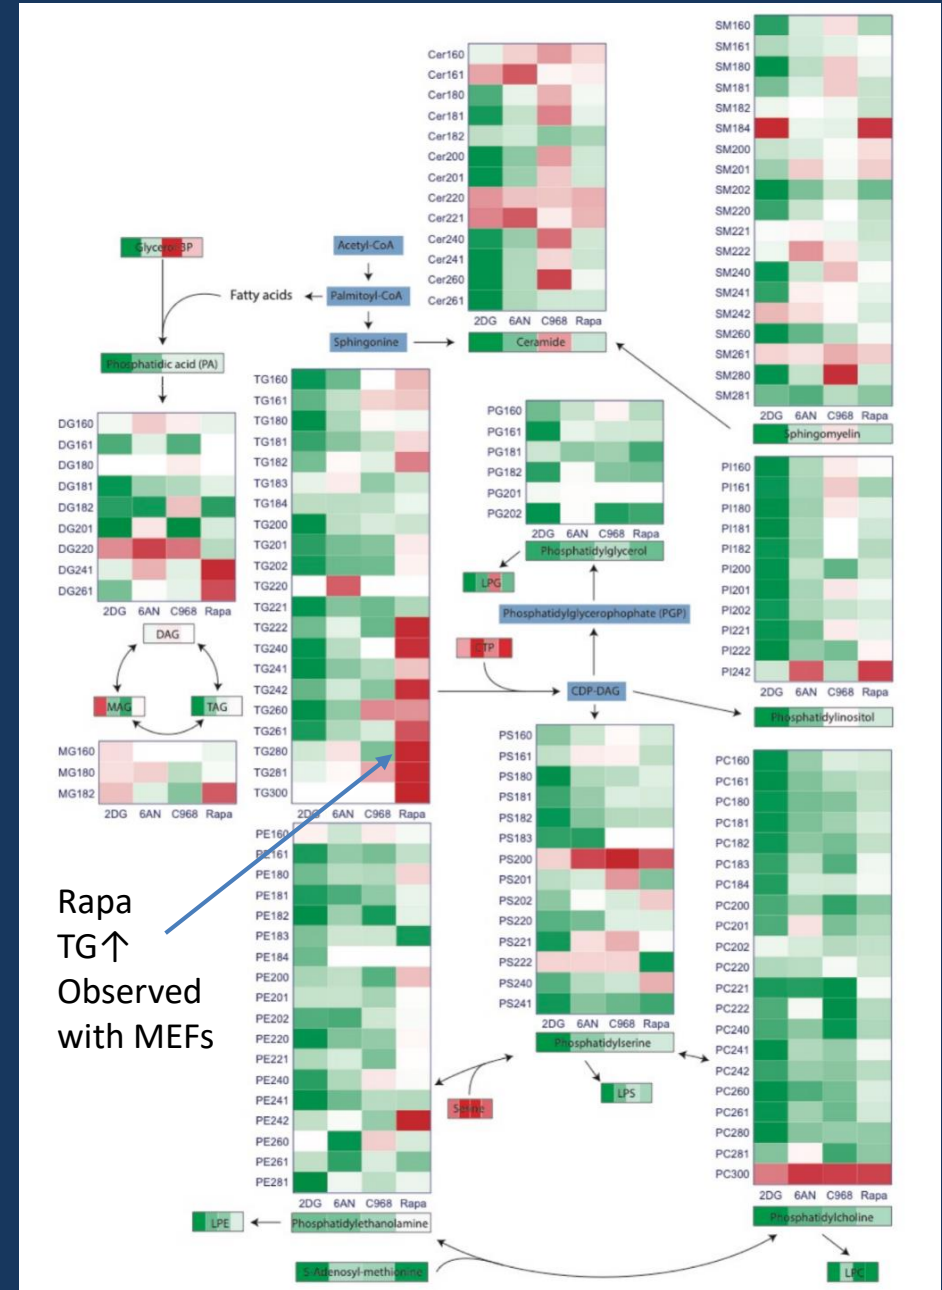 Cer160
Cer161
Cer180
Cer181
Cer182
Cer200
Cer201
Cer220
Cer221
Cer240
Cer241
Cer260
Cer261
2DG 6AN C968 Rapa
Ceramide
SM160
SM161
SM180
SM181
SM182
SM184
SM200
SM201
SM202
SM220
SM221
SM222
SM240
SM241
SM242
SM260
SM261
SM280
SM281
2DG 6AN C968 Rapa
Sphingomyelin
Glycerol 3P
Acetyl-CoA
Fatty acids
Palmitoyl-CoA
Sphingonine
Phosphatidic acid (PA)
DG160
DG161
DG180
DG181
DG182
DG201
DG220
DG241
DG261
2DG 6AN C968 Rapa
DAG
MAG
TAG
MG160
MG180
MG182
2DG 6AN C968 Rapa
TG160
TG161
TG180
TG181
TG182
TG183
TG184
TG200
TG201
TG202
TG220
TG221
TG222
TG240
TG241
TG242
TG260
TG261
TG280
TG281
TG300
2DG 6AN C968 Rapa
PG160
PG161
PG181
PG182
PG201
PG202
2DG 6AN C968 Rapa
Phosphatidylglycerol
LPG
Phosphatidylglycerophophate (PGP)
CTP
CDP-DAG
PI160
PI161
PI180
PI181
PI182
PI200
PI201
PI202
PI221
PI222
PI242
2DG 6AN C968 Rapa
Phosphatidylinositol
PS160
PS161
PS180
PS181
PS182
PS183
PS200
PS201
PS202
PS220
PS221
PS222
PS240
PS241
2DG 6AN C968 Rapa
Phosphatidylserine
LPS
Serine
PC160
PC161
PC180
PC181
PC182
PC183
PC184
PC200
PC201
PC202
PC220
PC221
PC222
PC240
PC241
PC242
PC260
PC261
PC280
PC281
PC300
2DG 6AN C968 Rapa
Phosphatidylcholine
LPC
PE160
PE161
PE180
PE181
PE182
PE183
PE184
PE200
PE201
PE202
PE220
PE221
PE240
PE241
PE242
PE260
PE261
PE281
2DG 6AN C968 Rapa
Phosphatidylethanolamine
LPE
S-Adenosyl-methionine
Rapa
TG↑
Observed
with MEFs